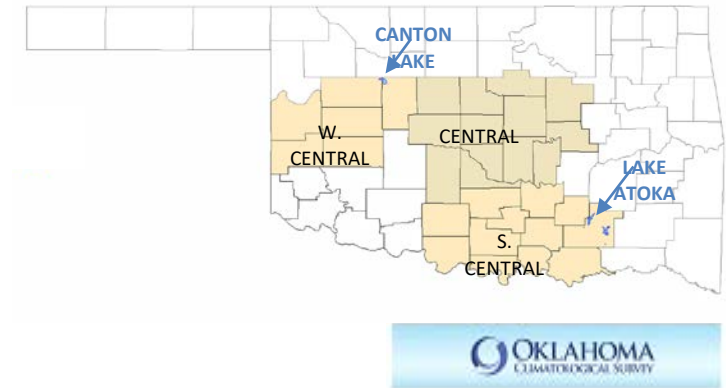 CANTON
LAKE
W.
CENTRAL
CENTRAL
LAKE
ATOKA
S.
CENTRAL
OKLAHOMA
CLIMATOLOGICAL SURVEY